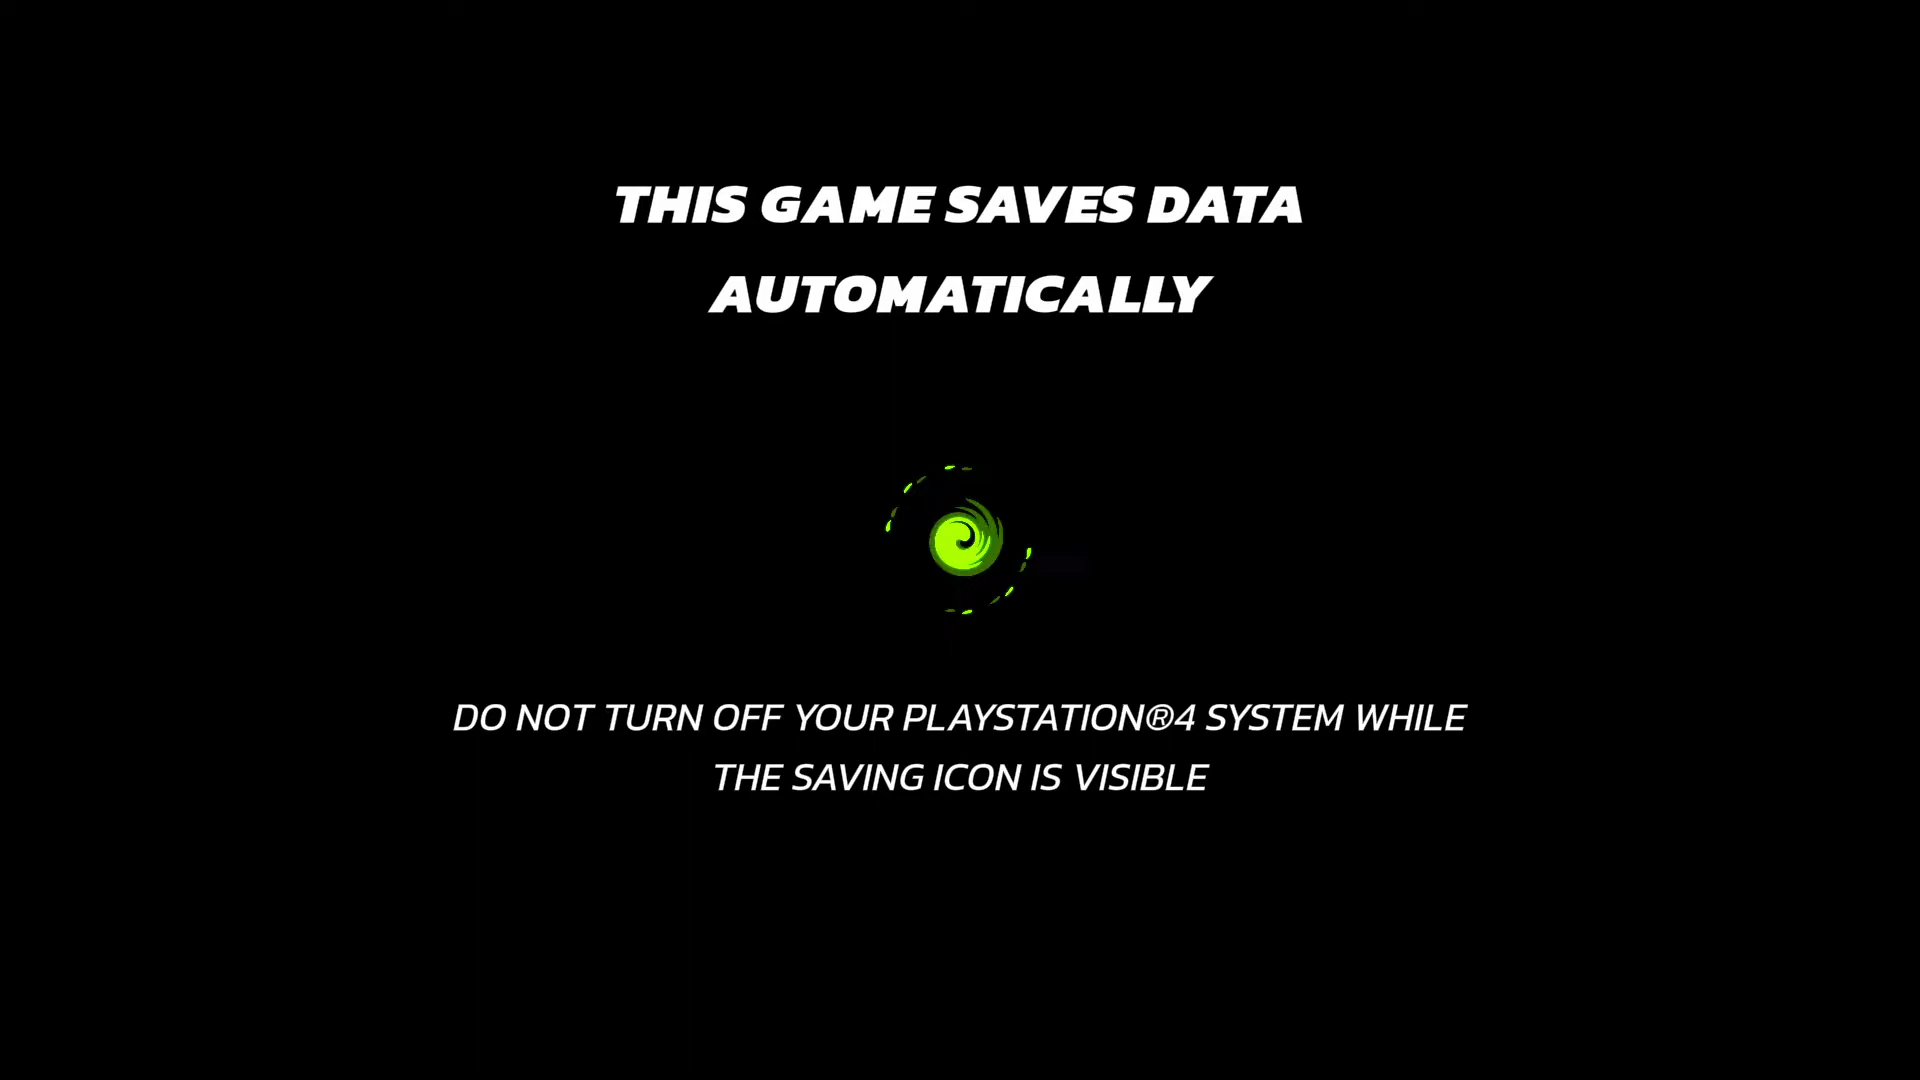 THIS GAME SAVES DATA
AUTOMATICALLY
DO NOT TURN OFF YOUR PLAYSTATION®4 SYSTEM WHILE
THE SAVING ICON IS VISIBLE